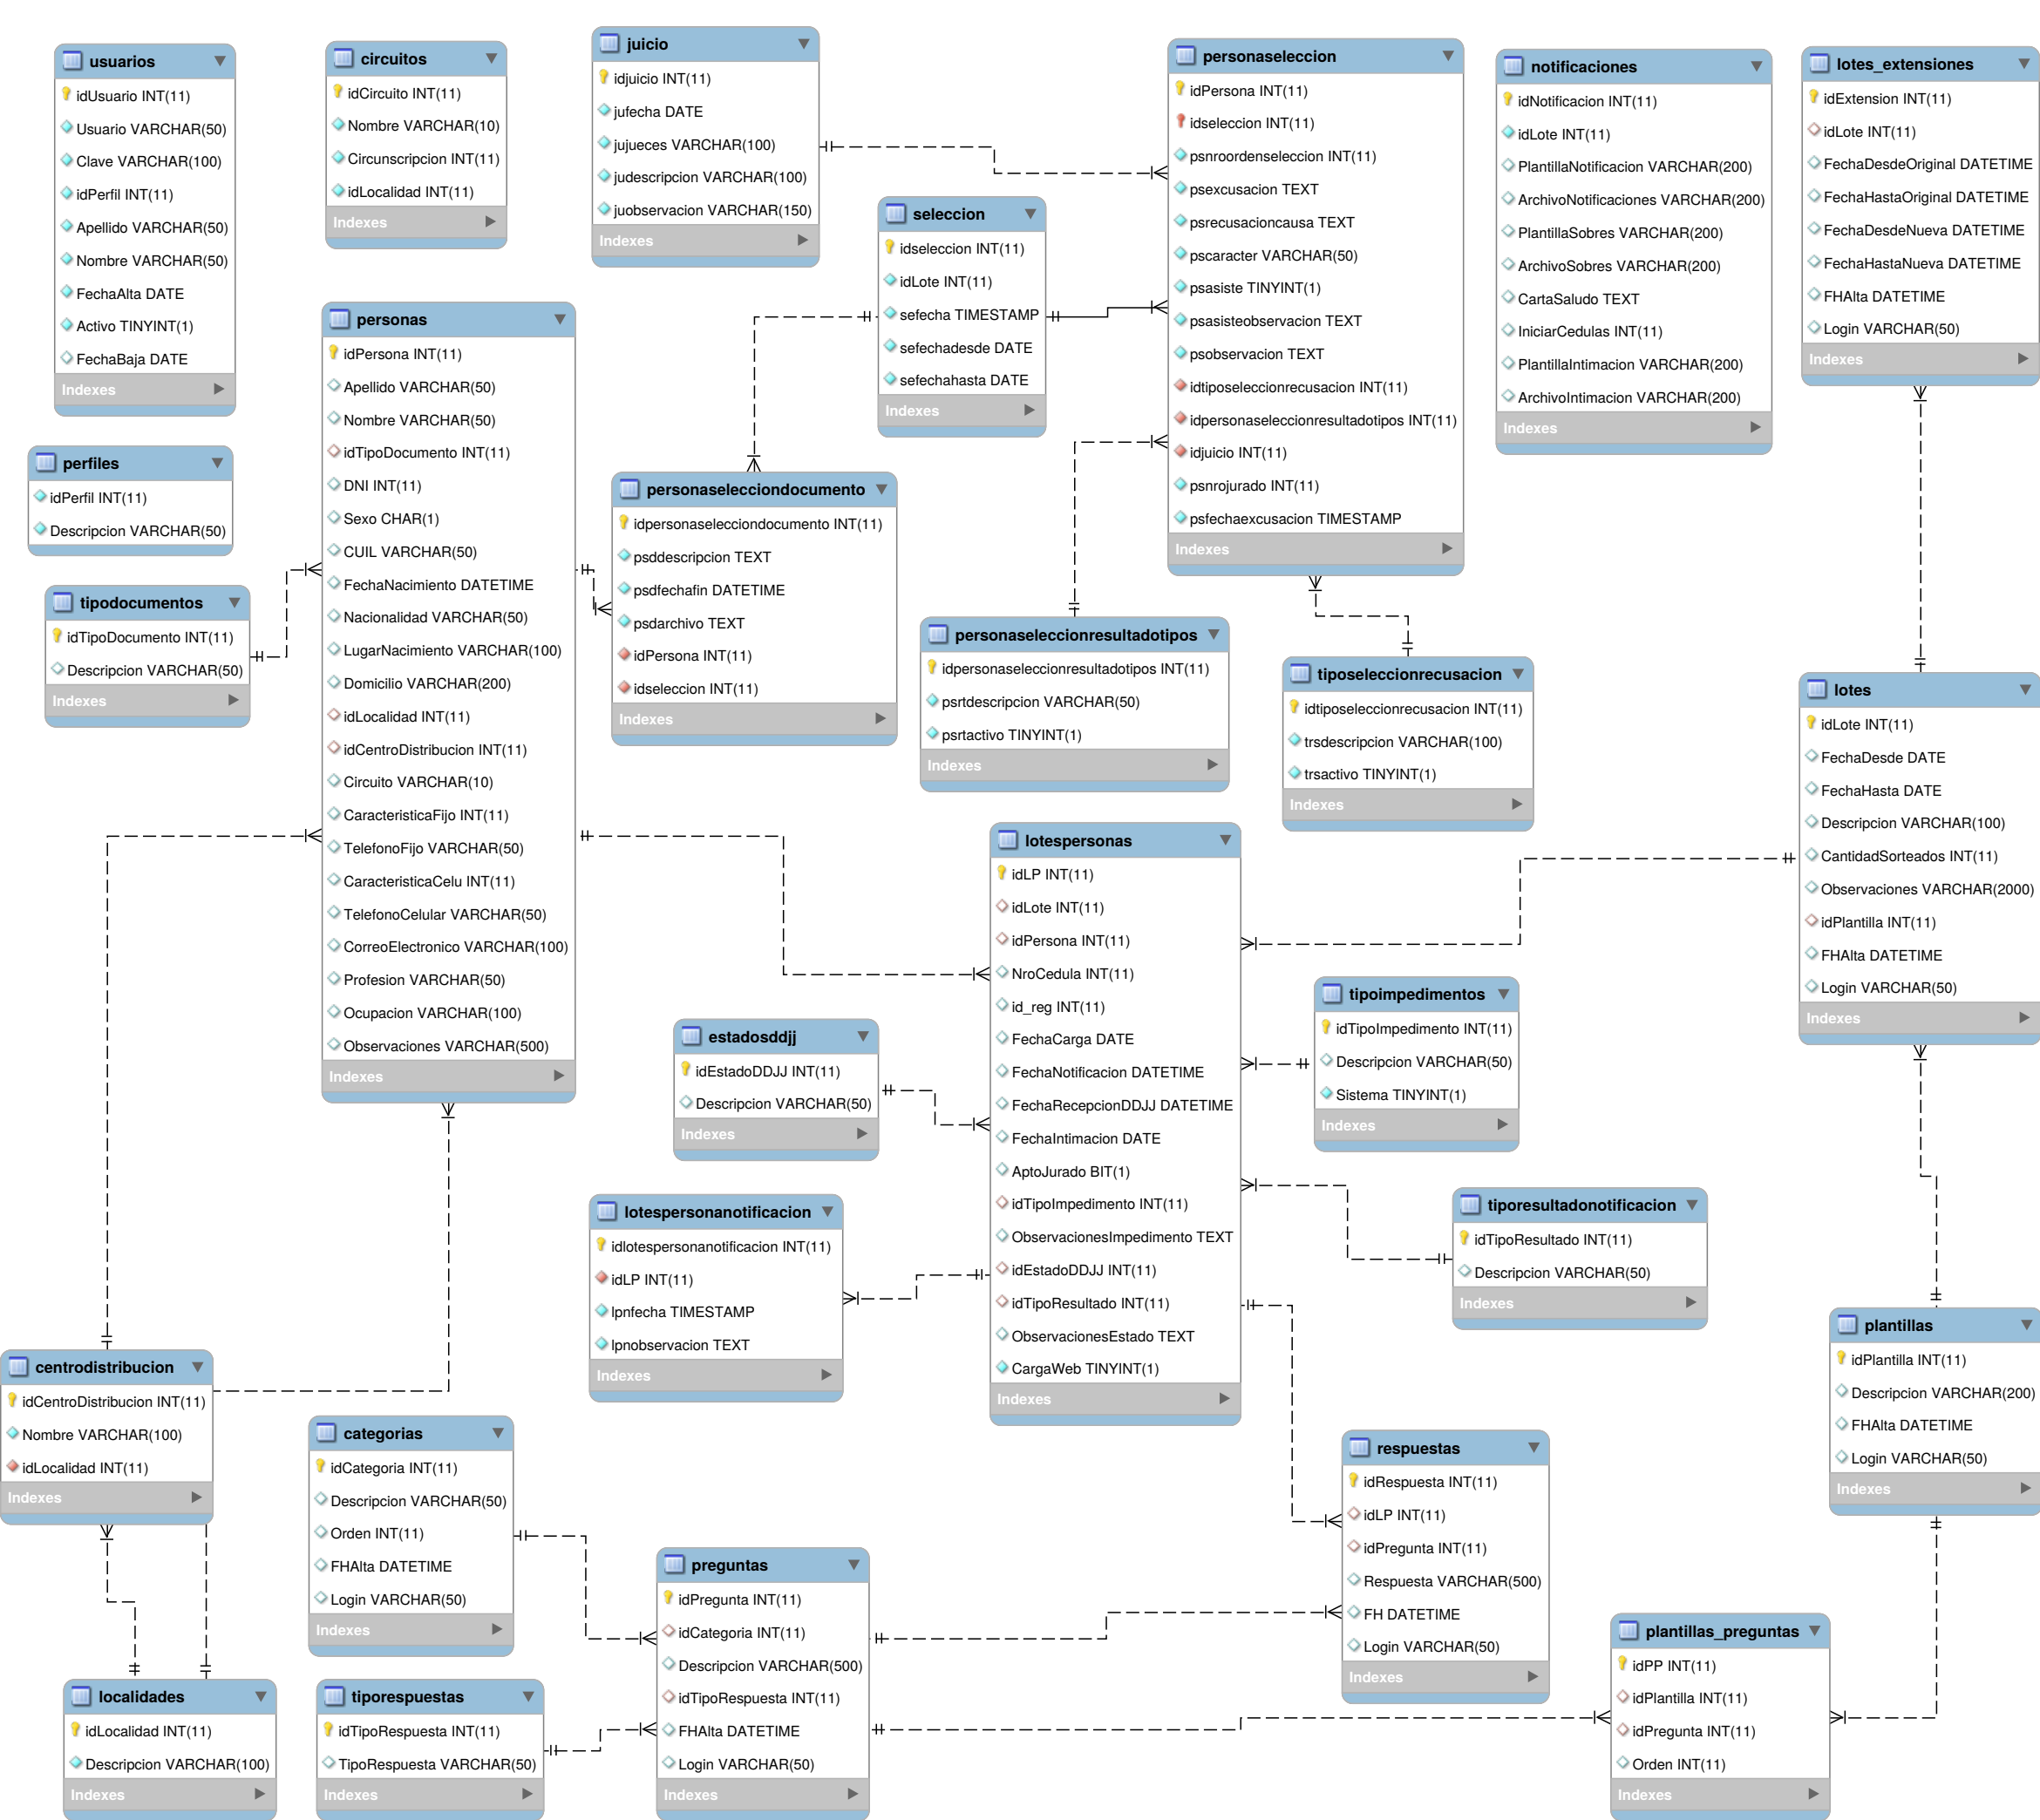 usuarios
idUsuario INT(11)
Usuario VARCHAR(50)
Clave VARCHAR(100)
idPerfil INT(11)
Apellido VARCHAR(50)
Nombre VARCHAR(50)
FechaAlta DATE
Activo TINYINT(1)
FechaBaja DATE
Indexes
circuitos
idCircuito INT(11)
Nombre VARCHAR(10)
Circunscripcion INT(11)
idLocalidad INT(11)
Indexes
juicio
idjuicio INT(11)
jufecha DATE
jujueces VARCHAR(100)
judescripcion VARCHAR(100)
juobservacion VARCHAR(150)
Indexes
seleccion
idseleccion INT(11)
idLote INT(11)
sefecha TIMESTAMP
sefechadesde DATE
sefechahasta DATE
Indexes
personaseleccion
idPersona INT(11)
idseleccion INT(11)
psnroordenseleccion INT(11)
psexcusacion TEXT
psrecusacioncausa TEXT
pscaracter VARCHAR(50)
psasiste TINYINT(1)
psasisteobservacion TEXT
psobservacion TEXT
idtiposeleccionrecusacion INT(11)
idpersonaseleccionresultadotipos INT(11)
idjuicio INT(11)
psnrojurado INT(11)
psfechaexcusacion TIMESTAMP
Indexes
notificaciones
idNotificacion INT(11)
idLote INT(11)
PlantillaNotificacion VARCHAR(200)
ArchivoNotificaciones VARCHAR(200)
PlantillaSobres VARCHAR(200)
ArchivoSobres VARCHAR(200)
CartaSaludo TEXT
IniciarCedulas INT(11)
PlantillaIntimacion VARCHAR(200)
ArchivoIntimacion VARCHAR(200)
Indexes
lotes_extensiones
idExtension INT(11)
idLote INT(11)
FechaDesdeOriginal DATETIME
FechaHastaOriginal DATETIME
FechaDesdeNueva DATETIME
FechaHastaNueva DATETIME
FHAlta DATETIME
Login VARCHAR(50)
Indexes
perfiles
idPerfil INT(11)
Descripcion VARCHAR(50)
tipodocumentos
idTipoDocumento INT(11)
Descripcion VARCHAR(50)
Indexes
personas
idPersona INT(11)
Apellido VARCHAR(50)
Nombre VARCHAR(50)
idTipoDocumento INT(11)
DNI INT(11)
Sexo CHAR(1)
CUIL VARCHAR(50)
FechaNacimiento DATETIME
Nacionalidad VARCHAR(50)
LugarNacimiento VARCHAR(100)
Domicilio VARCHAR(200)
idLocalidad INT(11)
idCentroDistribucion INT(11)
Circuito VARCHAR(10)
CaracteristicaFijo INT(11)
TelefonoFijo VARCHAR(50)
CaracteristicaCelu INT(11)
TelefonoCelular VARCHAR(50)
CorreoElectronico VARCHAR(100)
Profesion VARCHAR(50)
Ocupacion VARCHAR(100)
Observaciones VARCHAR(500)
Indexes
personaselecciondocumento
idpersonaselecciondocumento INT(11)
psddescripcion TEXT
psdfechafin DATETIME
psdarchivo TEXT
idPersona INT(11)
idseleccion INT(11)
Indexes
personaseleccionresultadotipos
idpersonaseleccionresultadotipos INT(11)
psrtdescripcion VARCHAR(50)
psrtactivo TINYINT(1)
Indexes
tiposeleccionrecusacion
idtiposeleccionrecusacion INT(11)
trsdescripcion VARCHAR(100)
trsactivo TINYINT(1)
Indexes
lotes
idLote INT(11)
FechaDesde DATE
FechaHasta DATE
Descripcion VARCHAR(100)
CantidadSorteados INT(11)
Observaciones VARCHAR(2000)
idPlantilla INT(11)
FHAlta DATETIME
Login VARCHAR(50)
Indexes
lotespersonas
idLP INT(11)
idLote INT(11)
idPersona INT(11)
NroCedula INT(11)
id_reg INT(11)
FechaCarga DATE
FechaNotificacion DATETIME
FechaRecepcionDDJJ DATETIME
FechaIntimacion DATE
AptoJurado BIT(1)
idTipoImpedimento INT(11)
ObservacionesImpedimento TEXT
idEstadoDDJJ INT(11)
idTipoResultado INT(11)
ObservacionesEstado TEXT
CargaWeb TINYINT(1)
Indexes
tipoimpedimentos
idTipoImpedimento INT(11)
Descripcion VARCHAR(50)
Sistema TINYINT(1)
Indexes
estadosddjj
idEstadoDDJJ INT(11)
Descripcion VARCHAR(50)
Indexes
lotespersonanotificacion
idlotespersonanotificacion INT(11)
idLP INT(11)
lpnfecha TIMESTAMP
lpnobservacion TEXT
Indexes
tiporesultadonotificacion
idTipoResultado INT(11)
Descripcion VARCHAR(50)
Indexes
plantillas
idPlantilla INT(11)
Descripcion VARCHAR(200)
FHAlta DATETIME
Login VARCHAR(50)
Indexes
centrodistribucion
idCentroDistribucion INT(11)
Nombre VARCHAR(100)
idLocalidad INT(11)
Indexes
categorias
idCategoria INT(11)
Descripcion VARCHAR(50)
Orden INT(11)
FHAlta DATETIME
Login VARCHAR(50)
Indexes
respuestas
idRespuesta INT(11)
idLP INT(11)
idPregunta INT(11)
Respuesta VARCHAR(500)
FH DATETIME
Login VARCHAR(50)
Indexes
preguntas
idPregunta INT(11)
idCategoria INT(11)
Descripcion VARCHAR(500)
idTipoRespuesta INT(11)
FHAlta DATETIME
Login VARCHAR(50)
Indexes
plantillas_preguntas
idPP INT(11)
idPlantilla INT(11)
idPregunta INT(11)
Orden INT(11)
Indexes
localidades
idLocalidad INT(11)
Descripcion VARCHAR(100)
Indexes
tiporespuestas
idTipoRespuesta INT(11)
TipoRespuesta VARCHAR(50)
Indexes